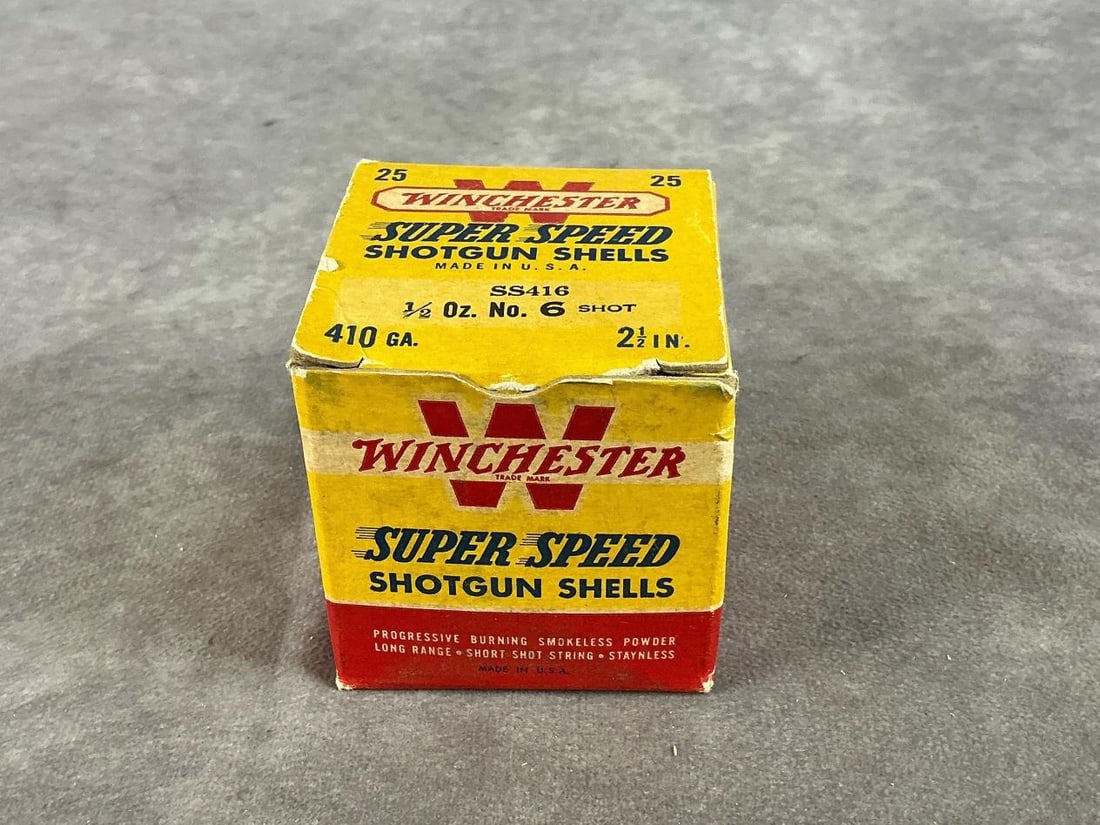 25 25
W
WINCHESTER
TRADE MARK
SUPER SPEED
SHOTGUN SHELLS
MADE IN U.S.A.
SS416
½ Oz. No. 6 SHOT
410 GA. 2½ IN.
W
WINCHESTER
TRADE MARK
SUPER SPEED
SHOTGUN SHELLS
PROGRESSIVE BURNING SMOKELESS POWDER
LONG RANGE • SHORT SHOT STRING • STAYNLESS
MADE IN U.S.A.